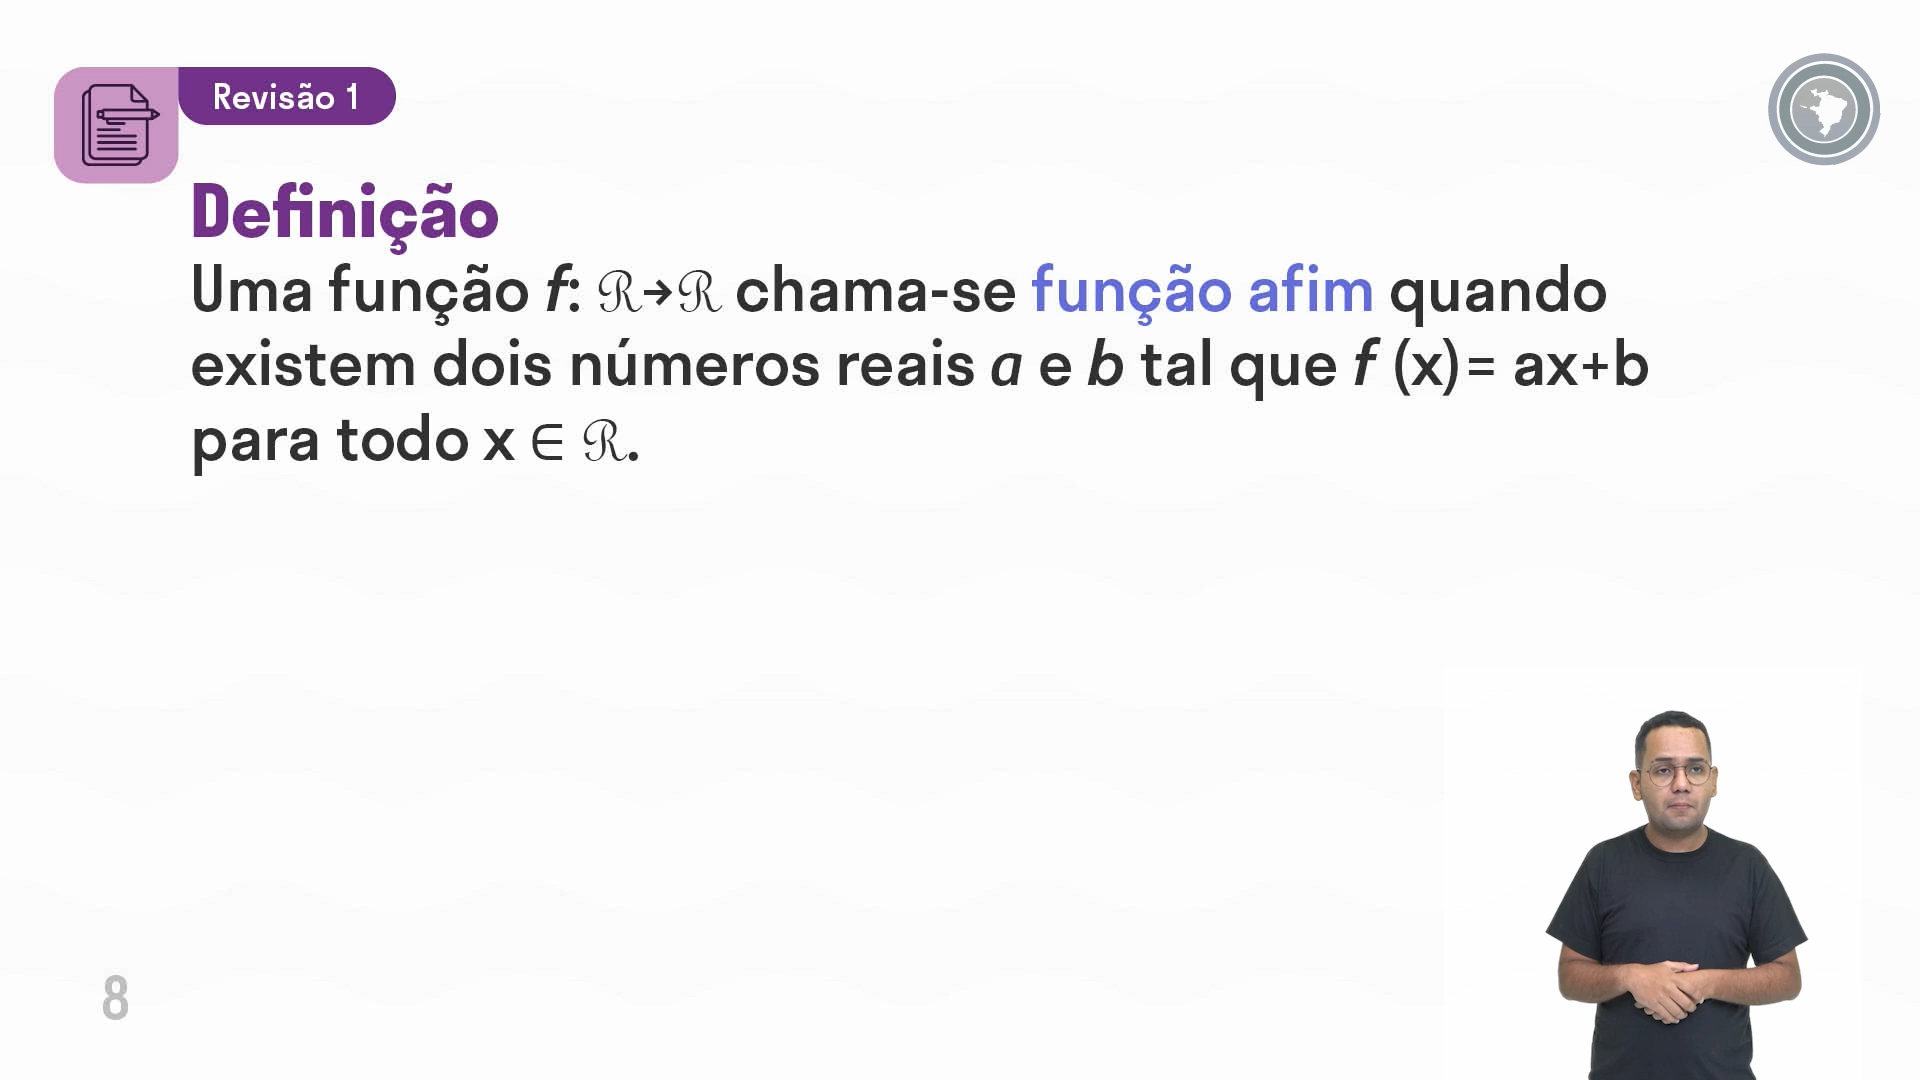 Revisão 1
Definição
Uma função f: ℛ→ℛ chama-se função afim quando
existem dois números reais a e b tal que f (x)= ax+b
para todo x ∈ ℛ.
8